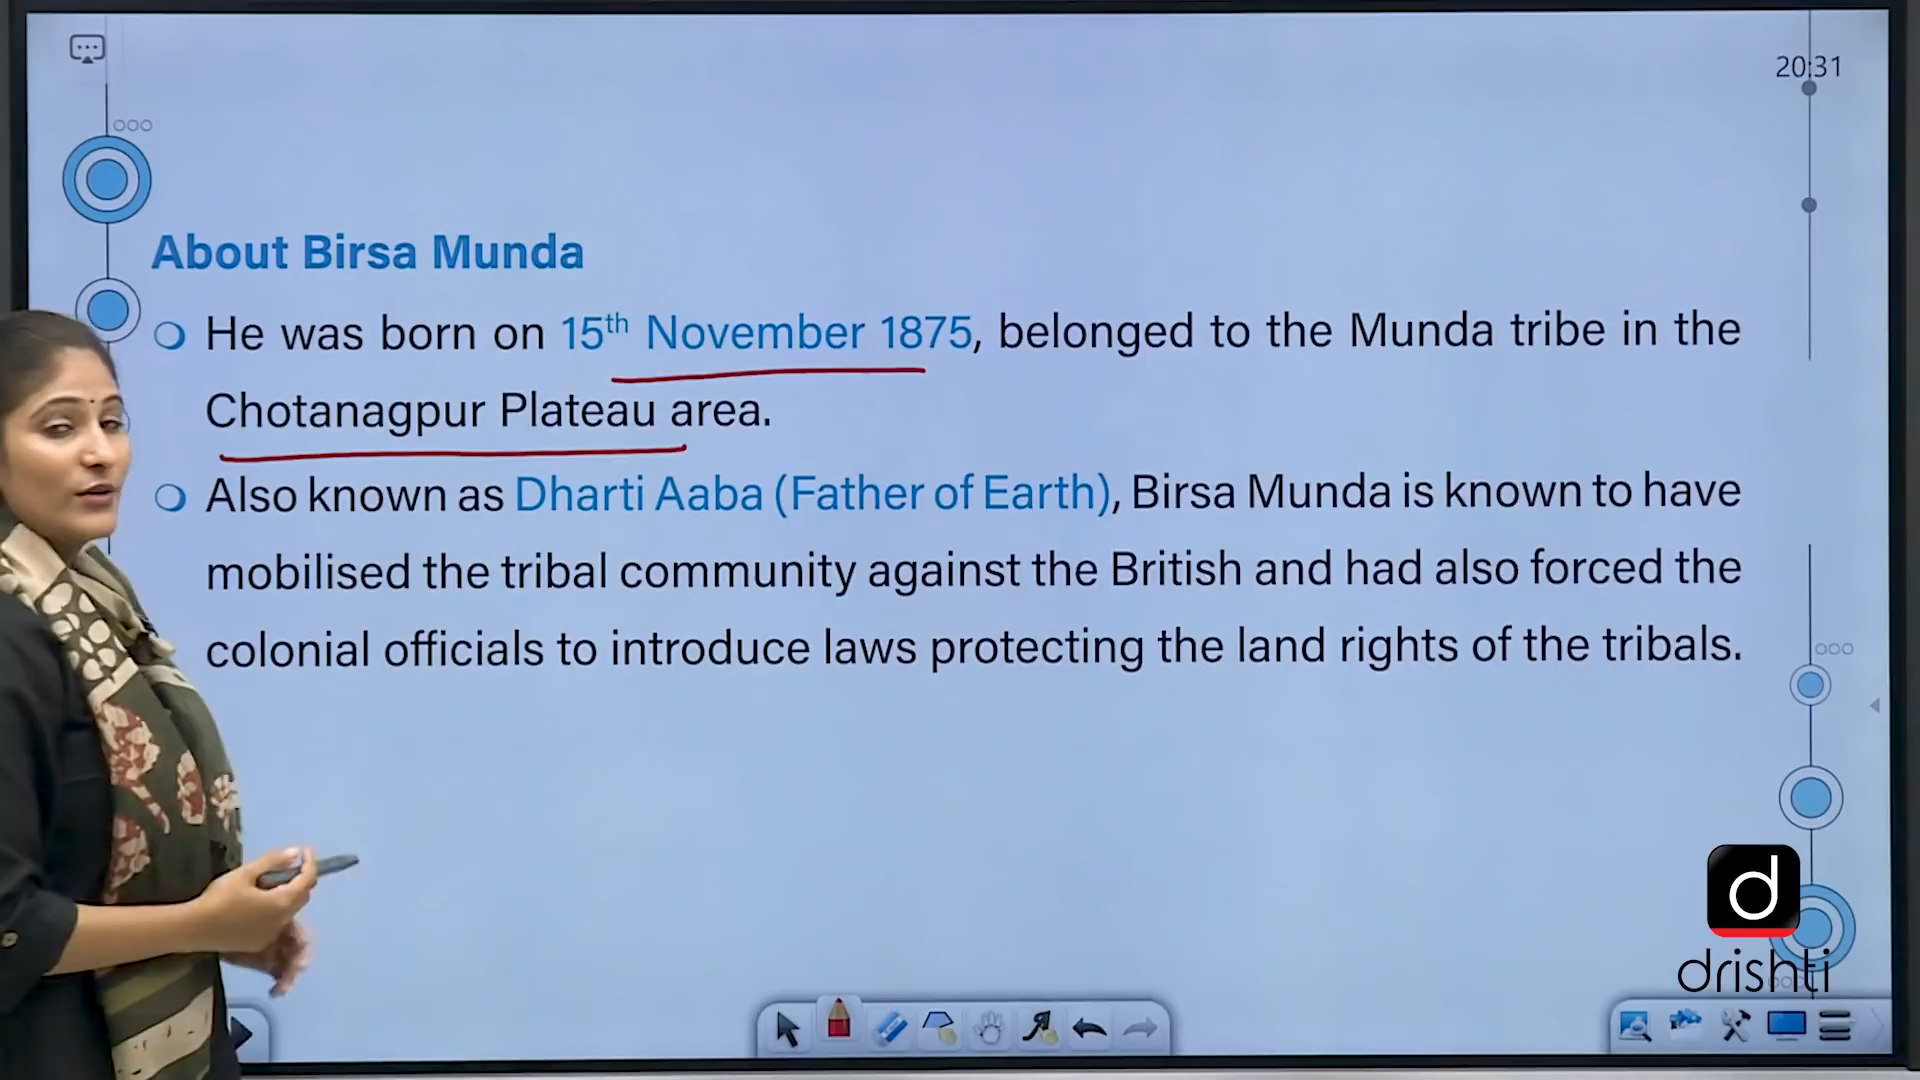 20:31
About Birsa Munda
He was born on 15th November 1875, belonged to the Munda tribe in the
Chotanagpur Plateau area.
Also known as Dharti Aaba (Father of Earth), Birsa Munda is known to have
mobilised the tribal community against the British and had also forced the
colonial officials to introduce laws protecting the land rights of the tribals.
d
drishti